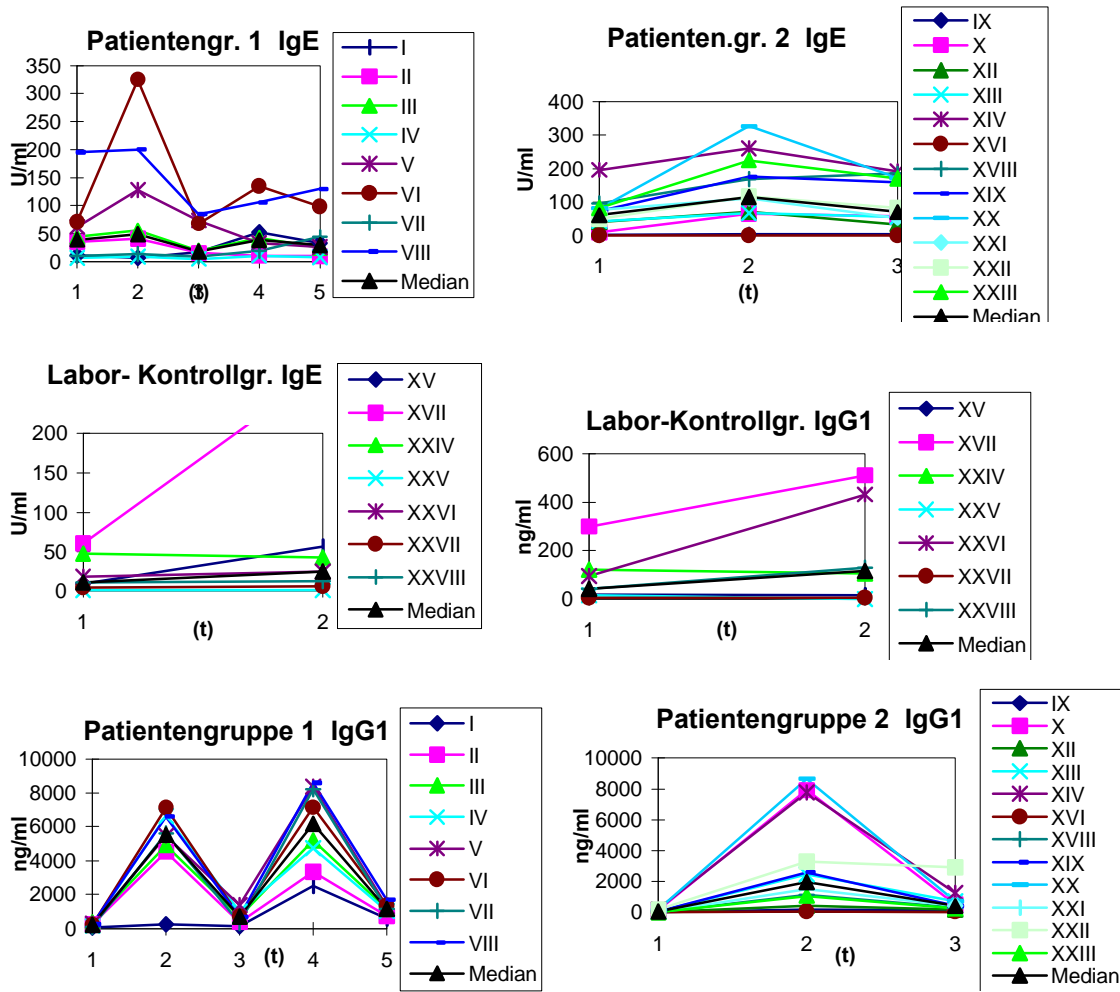 Patientengr. 1 IgE
350
300
250
200
150
100
50
0
U/ml
1 2 3 4 5
(t)
I
II
III
IV
V
VI
VII
VIII
Median
Patienten.gr. 2 IgE
400
300
200
100
0
U/ml
1 2 3
(t)
IX
X
XII
XIII
XIV
XVI
XVIII
XIX
XX
XXI
XXII
XXIII
Median
Labor- Kontrollgr. IgE
200
150
100
50
0
U/ml
1 2
(t)
XV
XVII
XXIV
XXV
XXVI
XXVII
XXVIII
Median
Labor-Kontrollgr. IgG1
600
400
200
0
ng/ml
1 2
(t)
XV
XVII
XXIV
XXV
XXVI
XXVII
XXVIII
Median
Patientengruppe 1 IgG1
10000
8000
6000
4000
2000
0
ng/ml
1 2 3 4 5
(t)
I
II
III
IV
V
VI
VII
VIII
Median
Patientengruppe 2 IgG1
10000
8000
6000
4000
2000
0
ng/ml
1 2 3
(t)
IX
X
XII
XIII
XIV
XVI
XVIII
XIX
XX
XXI
XXII
XXIII
Median